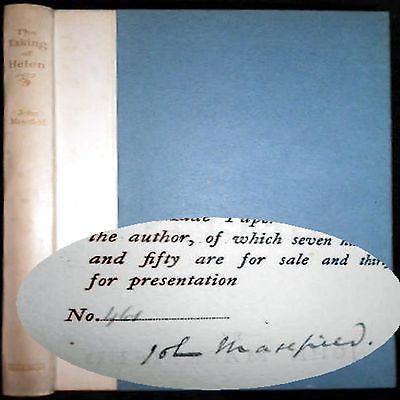 The
Taking
of
Helen
John
Masefield
the author, of which seven
and fifty are for sale and
for presentation
No.
John Masefield.